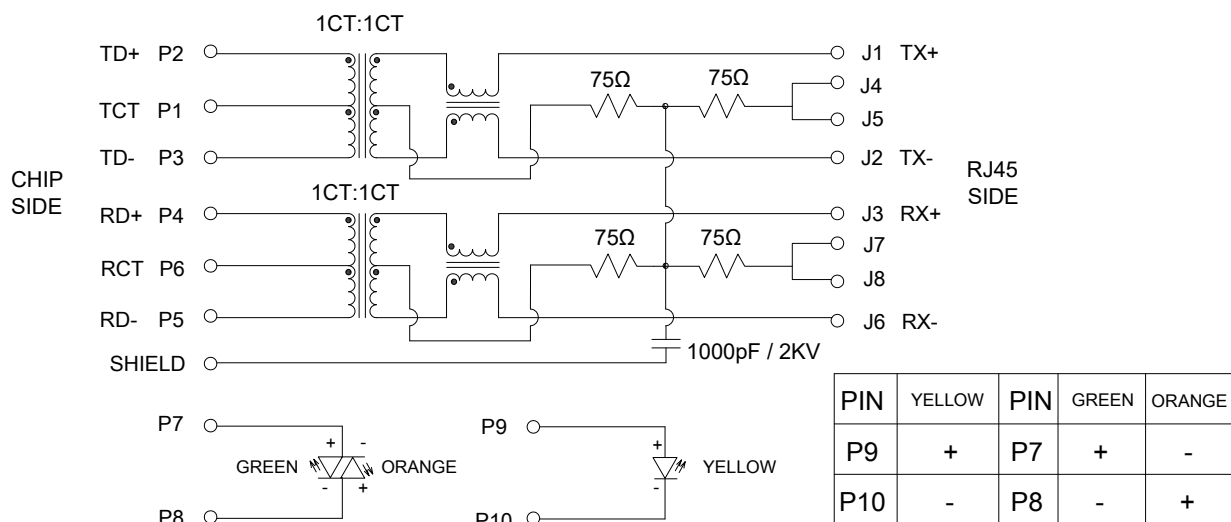 1CT:1CT
TD+ P2
J1 TX+
75Ω
75Ω
J4
TCT P1
J5
TD- P3
J2 TX-
CHIP
SIDE
RJ45
SIDE
1CT:1CT
RD+ P4
J3 RX+
75Ω
75Ω
J7
RCT P6
J8
RD- P5
J6 RX-
SHIELD
1000pF / 2KV
P7
+ -
GREEN
ORANGE
- +
P8
P9
+
YELLOW
-
P10
PIN YELLOW PIN GREEN ORANGE
P9 + P7 + -
P10 - P8 - +